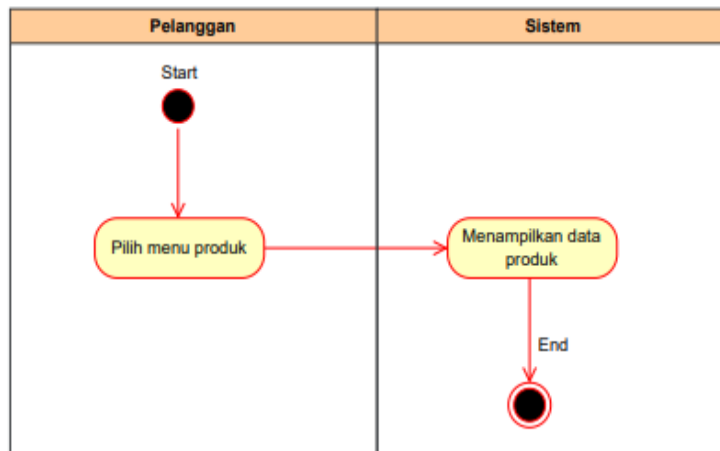 Pelanggan
Sistem
Start
Pilih menu produk
Menampilkan data
produk
End